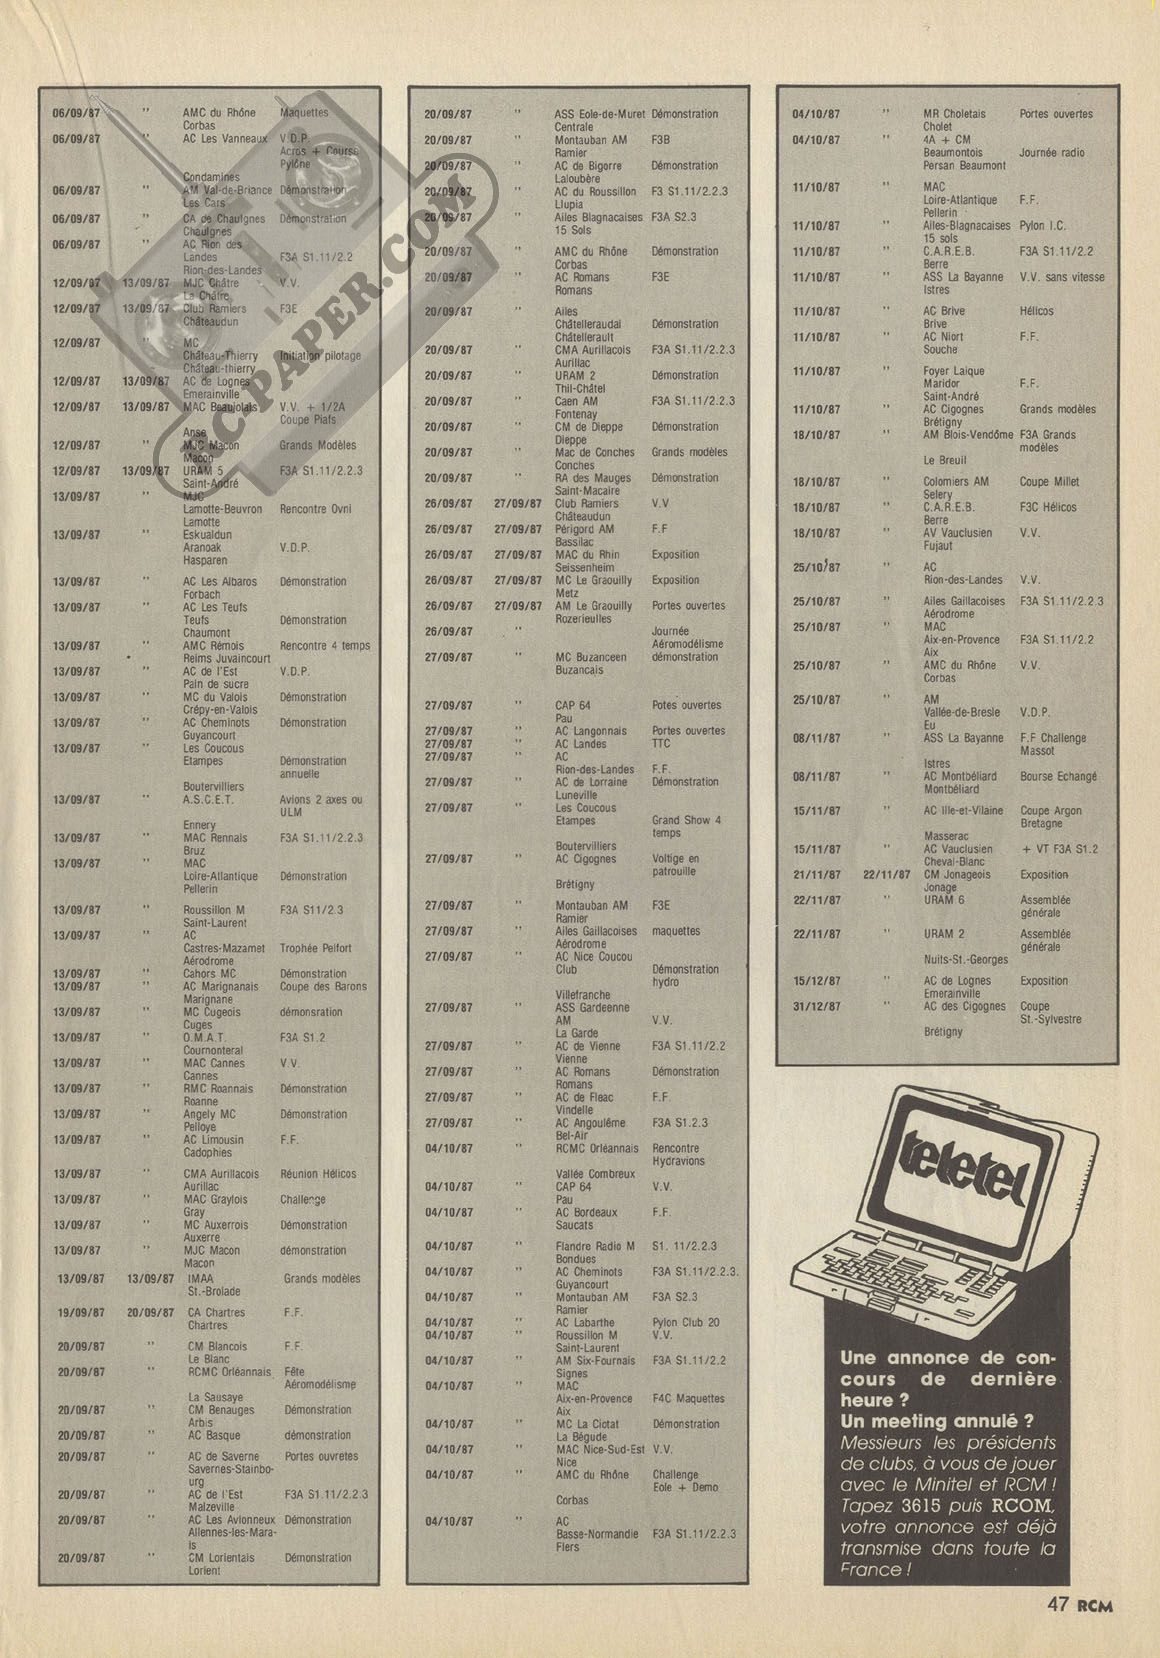 06/09/87 '' AMC du Rhône Maquettes
Corbas
06/09/87 '' AC Les Vanneaux V.D.P.
Acros + Course
Pylône
Condamines
06/09/87 '' AM Val-de-Briance Démonstration
Les Cars
06/09/87 '' CA de Chaulgnes Démonstration
Chaulgnes
06/09/87 '' AC Rion des
Landes F3A S1.11/2.2
Rion-des-Landes
12/09/87 13/09/87 MJC Châtre V.V.
La Châtre
12/09/87 13/09/87 Club Ramiers F3E
Châteaudun
12/09/87 '' MC
Château-Thierry Initiation pilotage
Château-thierry
12/09/87 13/09/87 AC de Lognes
Emerainville
12/09/87 13/09/87 MAC Beaujolais V.V. + 1/2A
Coupe Piafs
Anse
12/09/87 '' MJC Macon Grands Modèles
Macon
12/09/87 13/09/87 URAM 5 F3A S1.11/2.2.3
Saint-André
13/09/87 '' MJC
Lamotte-Beuvron Rencontre Ovni
Lamotte
13/09/87 '' Eskualdun
Aranoak V.D.P.
Hasparen
13/09/87 '' AC Les Albaros Démonstration
Forbach
13/09/87 '' AC Les Teufs
Teufs Démonstration
Chaumont
13/09/87 '' AMC Rémois Rencontre 4 temps
Reims Juvaincourt
13/09/87 '' AC de l'Est V.D.P.
Pain de sucre
13/09/87 '' MC du Valois Démonstration
Crépy-en-Valois
13/09/87 '' AC Cheminots Démonstration
Guyancourt
13/09/87 '' Les Coucous
Etampes Démonstration
annuelle
Boutervilliers
13/09/87 '' A.S.C.E.T. Avions 2 axes ou
ULM
Ennery
13/09/87 '' MAC Rennais F3A S1.11/2.2.3
Bruz
13/09/87 '' MAC
Loire-Atlantique Démonstration
Pellerin
13/09/87 '' Roussillon M F3A S11/2.3
Saint-Laurent
13/09/87 '' AC
Castres-Mazamet Trophée Pelfort
Aérodrome
13/09/87 '' Cahors MC Démonstration
13/09/87 '' AC Marignanais Coupe des Barons
Marignane
13/09/87 '' MC Cugeois démonsration
Cuges
13/09/87 '' O.M.A.T F3A S1.2
Cournonteral
13/09/87 '' MAC Cannes V.V.
Cannes
13/09/87 '' RMC Roannais Démonstration
Roanne
13/09/87 '' Angely MC Démonstration
Pelloye
13/09/87 '' AC Limousin F.F.
Cadophies
13/09/87 '' CMA Aurillacois Réunion Hélicos
Aurillac
13/09/87 '' MAC Graylois Challenge
Gray
13/09/87 '' MC Auxerrois Démonstration
Auxerre
13/09/87 '' MJC Macon démonstration
Macon
13/09/87 13/09/87 IMAA Grands modèles
St.-Brolade
19/09/87 20/09/87 CA Chartres F.F.
Chartres
20/09/87 '' CM Blancois F.F.
Le Blanc
20/09/87 '' RCMC Orléannais Fête
Aéromodélisme
La Sausaye
20/09/87 '' CM Benauges Démonstration
Arbis
20/09/87 '' AC Basque démonstration
20/09/87 '' AC de Saverne Portes ouvretes
Savernes-Stainbo-
urg
20/09/87 '' AC de l'Est F3A S1.11/2.2.3
Malzeville
20/09/87 '' AC Les Avionneux Démonstration
Allennes-les-Mara-
is
20/09/87 '' CM Lorientais Démonstration
Lorient
20/09/87 '' ASS Eole-de-Muret Démonstration
Centrale
20/09/87 '' Montauban AM F3B
Ramier
20/09/87 '' AC de Bigorre Démonstration
Laloubère
20/09/87 '' AC du Roussillon F3 S1.11/2.2.3
Llupia
20/09/87 '' Ailes Blagnacaises F3A S2.3
15 Sols
20/09/87 '' AMC du Rhône Démonstration
Corbas
20/09/87 '' AC Romans F3E
Romans
20/09/87 '' Ailes
Châtelleraudai Démonstration
Châtellerault
20/09/87 '' CMA Aurillacois F3A S1.11/2.2.3
Aurillac
20/09/87 '' URAM 2 Démonstration
Thil-Châtel
20/09/87 '' Caen AM F3A S1.11/2.2.3
Fontenay
20/09/87 '' CM de Dieppe Démonstration
Dieppe
20/09/87 '' Mac de Conches Grands modèles
Conches
20/09/87 '' RA des Mauges Démonstration
Saint-Macaire
26/09/87 27/09/87 Club Ramiers V.V
Châteaudun
26/09/87 27/09/87 Périgord AM F.F
Bassilac
26/09/87 27/09/87 MAC du Rhin Exposition
Seissenheim
26/09/87 27/09/87 MC Le Graouilly Exposition
Metz
26/09/87 27/09/87 AM Le Graouilly Portes ouvertes
Rozerieulles
26/09/87 '' Journée
Aéromodélisme
27/09/87 '' MC Buzanceen démonstration
Buzancais
27/09/87 '' CAP 64 Potes ouvertes
Pau
27/09/87 '' AC Langonnais Portes ouvertes
27/09/87 '' AC Landes TTC
27/09/87 '' AC
Rion-des-Landes F.F.
27/09/87 '' AC de Lorraine Démonstration
Luneville
27/09/87 '' Les Coucous
Etampes Grand Show 4
temps
Boutervilliers
27/09/87 '' AC Cigognes Voltige en
patrouille
Brétigny
27/09/87 '' Montauban AM F3E
Ramier
27/09/87 '' Ailes Gaillacoises maquettes
Aérodrome
27/09/87 '' AC Nice Coucou
Club Démonstration
hydro
Villefranche
27/09/87 '' ASS Gardeenne
AM V.V.
La Garde
27/09/87 '' AC de Vienne F3A S1.11/2.2
Vienne
27/09/87 '' AC Romans Démonstration
Romans
27/09/87 '' AC de Fleac F.F.
Vindelle
27/09/87 '' AC Angoulême F3A S1.2.3
Bel-Air
04/10/87 '' RCMC Orléannais Rencontre
Hydravions
Vallée Combreux
04/10/87 '' CAP 64 V.V.
Pau
04/10/87 '' AC Bordeaux F.F.
Saucats
04/10/87 '' Flandre Radio M S1. 11/2.2.3
Bondues
04/10/87 '' AC Cheminots F3A S1.11/2.2.3.
Guyancourt
04/10/87 '' Montauban AM F3A S2.3
Ramier
04/10/87 '' AC Labarthe Pylon Club 20
04/10/87 '' Roussillon M V.V.
Saint-Laurent
04/10/87 '' AM Six-Fournais F3A S1.11/2.2
Signes
04/10/87 '' MAC
Aix-en-Provence F4C Maquettes
Aix
04/10/87 '' MC La Ciotat Démonstration
La Bégude
04/10/87 '' MAC Nice-Sud-Est V.V.
Nice
04/10/87 '' AMC du Rhône Challenge
Eole + Demo
Corbas
04/10/87 '' AC
Basse-Normandie F3A S1.11/2.2.3
Flers
04/10/87 '' MR Choletais Portes ouvertes
Cholet
04/10/87 '' 4A + CM
Beaumontois Journée radio
Persan Beaumont
11/10/87 '' MAC
Loire-Atlantique F.F.
Pellerin
11/10/87 '' Ailes-Blagnacaises Pylon I.C.
15 sols
11/10/87 '' C.A.R.E.B. F3A S1.11/2.2
Berre
11/10/87 '' ASS La Bayanne V.V. sans vitesse
Istres
11/10/87 '' AC Brive Hélicos
Brive
11/10/87 '' AC Niort F.F.
Souche
11/10/87 '' Foyer Laique
Maridor F.F.
Saint-André
11/10/87 '' AC Cigognes Grands modèles
Brétigny
18/10/87 '' AM Blois-Vendôme F3A Grands
modèles
Le Breuil
18/10/87 '' Colomiers AM Coupe Millet
Selery
18/10/87 '' C.A.R.E.B. F3C Hélicos
Berre
18/10/87 '' AV Vauclusien V.V.
Fujaut
25/10/87 '' AC
Rion-des-Landes V.V.
25/10/87 '' Ailes Gaillacoises F3A S1.11/2.2.3
Aérodrome
25/10/87 '' MAC
Aix-en-Provence F3A S1.11/2.2
Aix
25/10/87 '' AMC du Rhône V.V.
Corbas
25/10/87 '' AM
Vallée-de-Bresle V.D.P.
Eu
08/11/87 '' ASS La Bayanne F.F Challenge
Massot
Istres
08/11/87 '' AC Montbéliard Bourse Echangé
Montbéliard
15/11/87 '' AC Ille-et-Vilaine Coupe Argon
Bretagne
Masserac
15/11/87 '' AC Vauclusien + VT F3A S1.2
Cheval-Blanc
21/11/87 22/11/87 CM Jonageois Exposition
Jonage
22/11/87 '' URAM 6 Assemblée
générale
22/11/87 '' URAM 2 Assemblée
générale
Nuits-St.-Georges
15/12/87 '' AC de Lognes Exposition
Emerainville
31/12/87 '' AC des Cigognes Coupe
St.-Sylvestre
Brétigny
teletel
Une annonce de con-
cours de dernière
heure ?
Un meeting annulé ?
Messieurs les présidents
de clubs, à vous de jouer
avec le Minitel et RCM !
Tapez 3615 puis RCOM,
votre annonce est déjà
transmise dans toute la
France !
47 RCM
RC-PAPER.COM